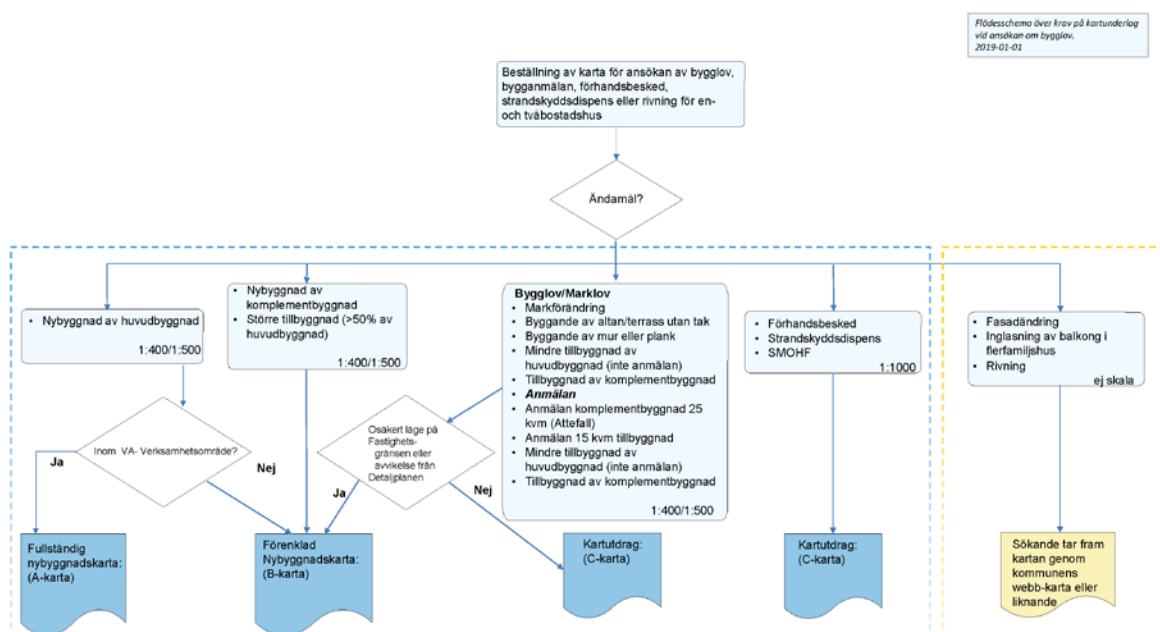 Flödesschema över krav på kartunderlag
vid ansökan om bygglov.
2019-01-01
Beställning av karta för ansökan av bygglov,
bygganmälan, förhandsbesked,
strandskyddsdispens eller rivning för en-
och tvåbostadshus
Ändamål?
• Nybyggnad av huvudbyggnad
1:400/1:500
• Nybyggnad av
komplementbyggnad
• Större tillbyggnad (>50% av
huvudbyggnad)
1:400/1:500
Bygglov/Marklov
• Markförändring
• Byggande av altan/terrass utan tak
• Byggande av mur eller plank
• Mindre tillbyggnad av
huvudbyggnad (inte anmälan)
• Tillbyggnad av komplementbyggnad
• Anmälan
• Anmälan komplementbyggnad 25
kvm (Attefall)
• Anmälan 15 kvm tillbyggnad
• Mindre tillbyggnad av
huvudbyggnad (inte anmälan)
• Tillbyggnad av komplementbyggnad
1:400/1:500
• Förhandsbesked
• Strandskyddsdispens
• SMOHF
1:1000
• Fasadändring
• Inglasning av balkong i
flerfamiljshus
• Rivning
ej skala
Inom VA- Verksamhetsområde?
Ja
Nej
Osäkert läge på
Fastighets-
gränsen eller
avvikelse från
Detaljplanen
Ja
Nej
Fullständig
nybyggnadskarta:
(A-karta)
Förenklad
Nybyggnadskarta:
(B-karta)
Kartutdrag:
(C-karta)
Kartutdrag:
(C-karta)
Sökande tar fram
kartan genom
kommunens
webb-karta eller
liknande